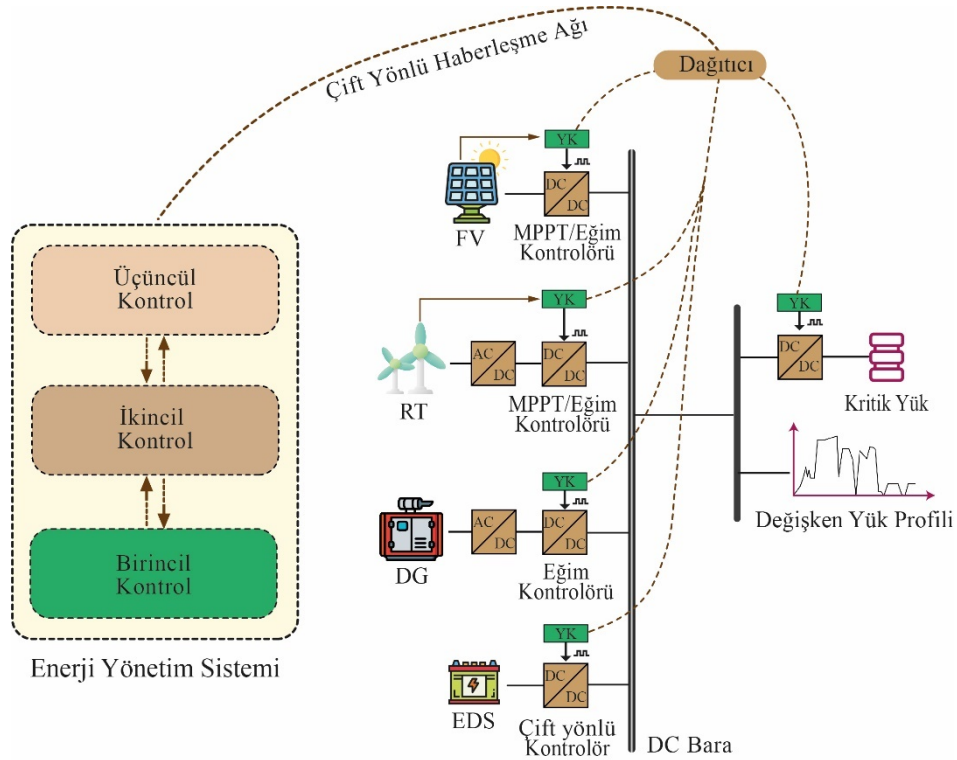 Çift Yönlü Haberleşme Ağı
Dağıtıcı
YK
DC
DC
FV
MPPT/Eğim
Kontrolörü
Üçüncül
Kontrol
YK
AC
DC
DC
DC
RT
MPPT/Eğim
Kontrolörü
YK
DC
DC
Kritik Yük
İkincil
Kontrol
YK
AC
DC
DC
DC
DG
Eğim
Kontrolörü
Değişken Yük Profili
Birincil
Kontrol
Enerji Yönetim Sistemi
YK
DC
DC
EDS
Çift yönlü
Kontrolör
DC Bara